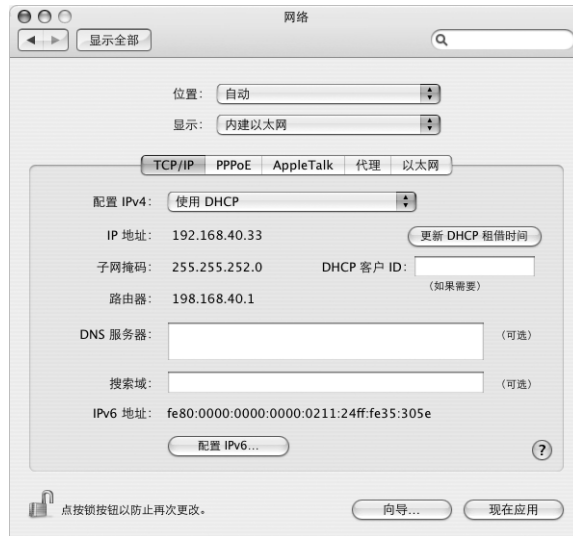 网络
显示全部
位置： 自动
显示： 内建以太网
TCP/IP PPPoE AppleTalk 代理 以太网
配置 IPv4： 使用 DHCP
IP 地址： 192.168.40.33 更新 DHCP 租借时间
子网掩码： 255.255.252.0 DHCP 客户 ID：
(如果需要)
路由器： 198.168.40.1
DNS 服务器： (可选)
搜索域： (可选)
IPv6 地址： fe80:0000:0000:0000:0211:24ff:fe35:305e
配置 IPv6... ?
点按锁按钮以防止再次更改。 向导... 现在应用